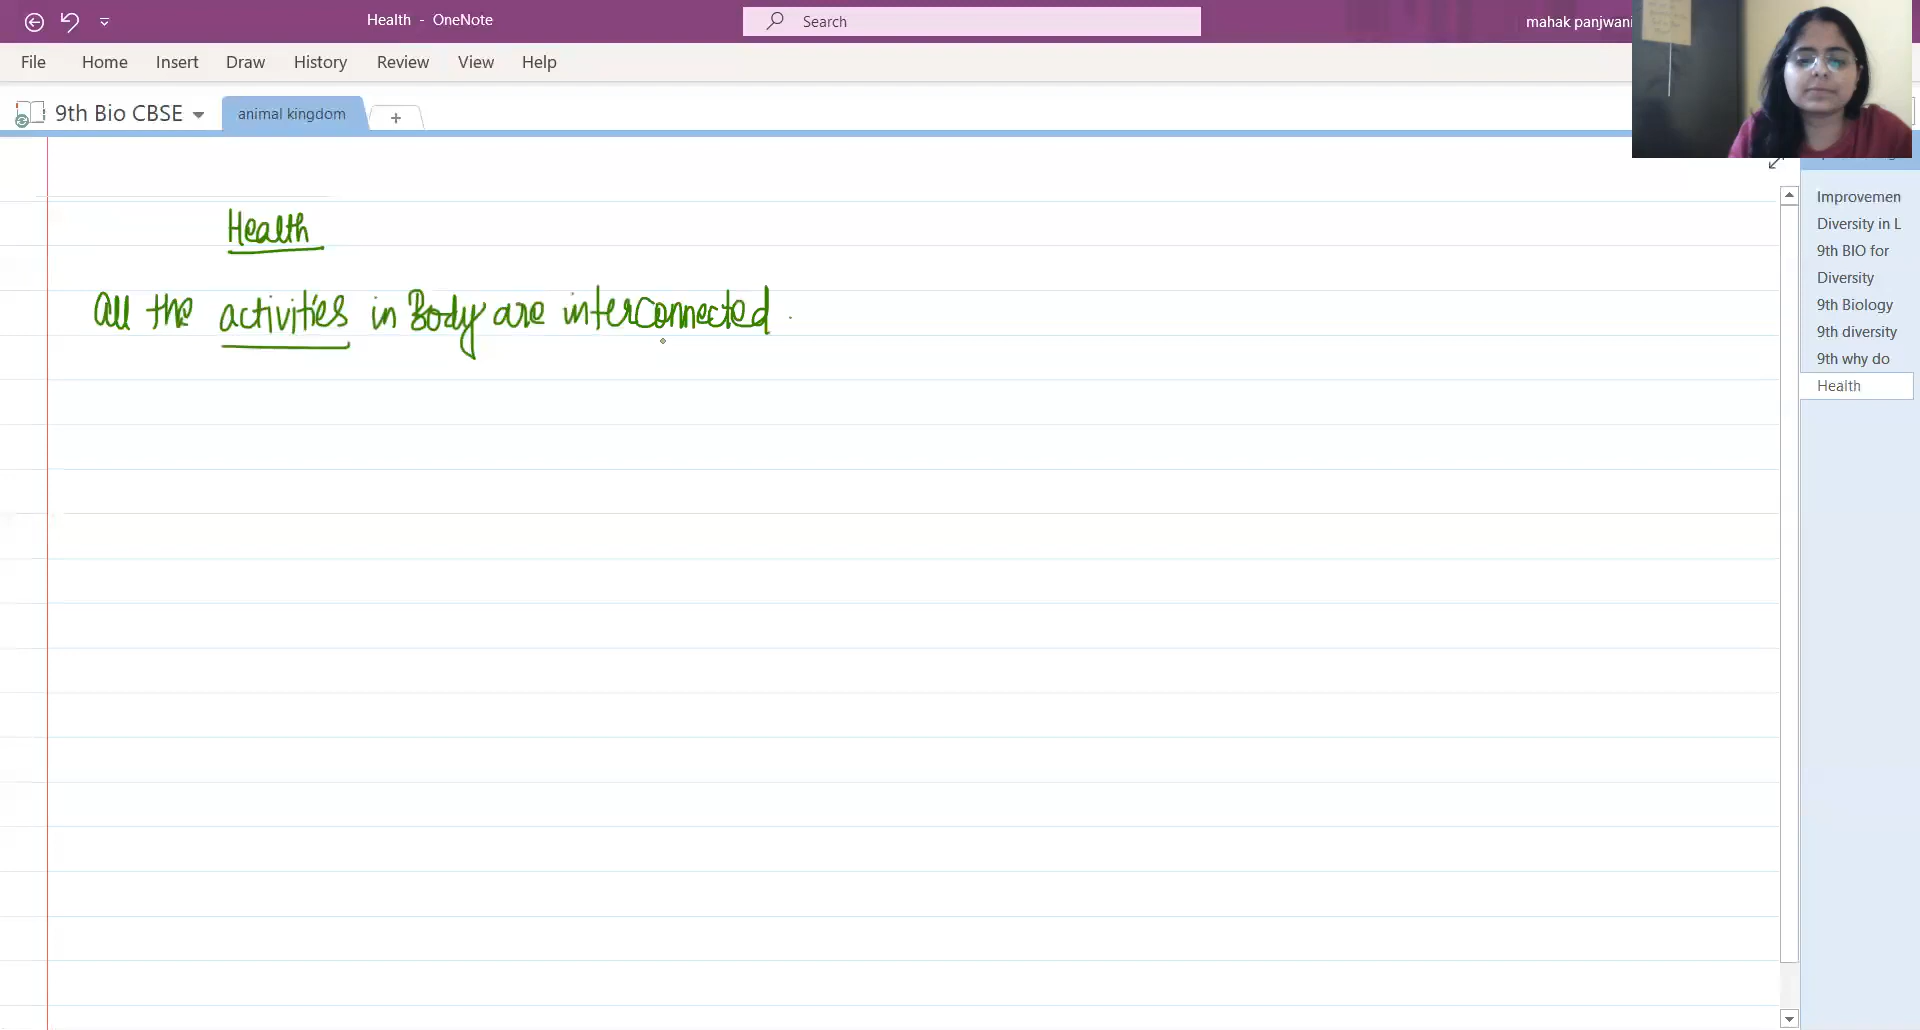 Health - OneNote
Search
mahak panjwani
File Home Insert Draw History Review View Help
9th Bio CBSE
animal kingdom
+
Improvemen
Diversity in L
9th BIO for
Diversity
9th Biology
9th diversity
9th why do
Health
Health
All the activities in Body are interconnected.